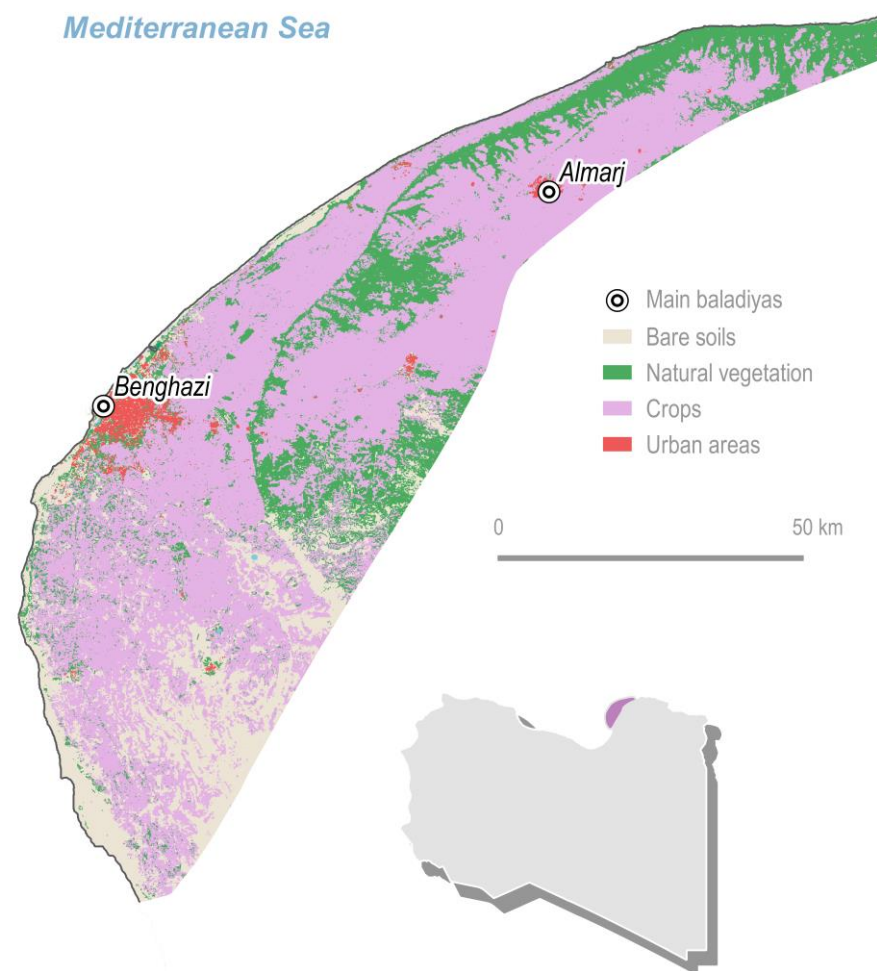 Mediterranean Sea
Almarj
Main baladiyas
Bare soils
Natural vegetation
Benghazi
Crops
Urban areas
0 50 km